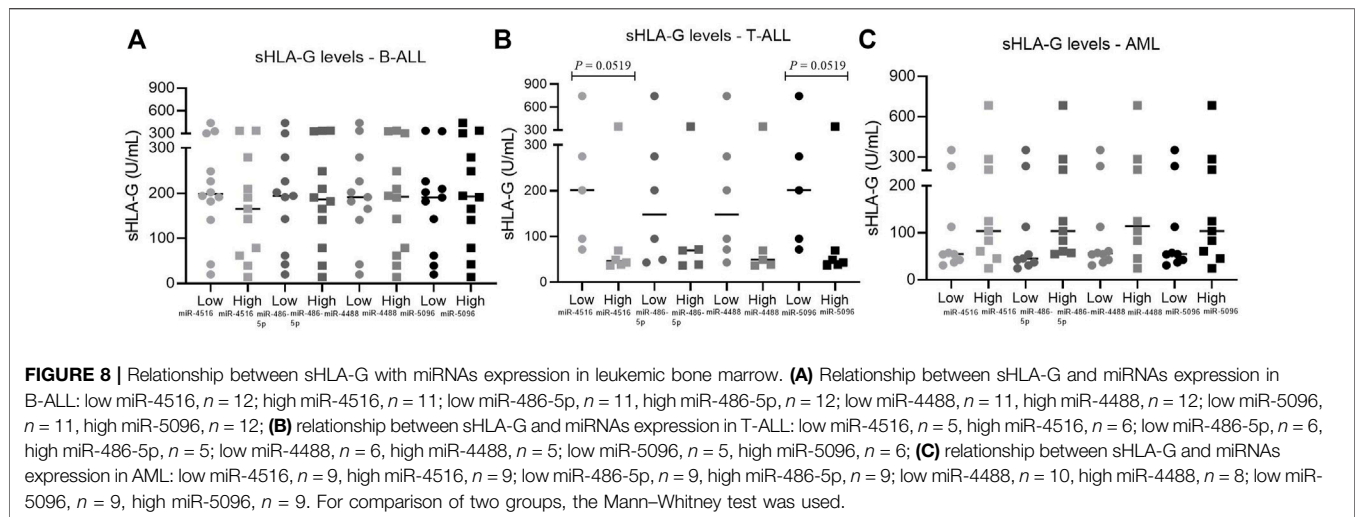 A
sHLA-G levels - B-ALL
sHLA-G (U/mL)
900
600
300
300
200
100
0
Low High Low High Low High Low High
miR-4516 miR-4516 miR-486-5p miR-486-5p miR-4488 miR-4488 miR-5096 miR-5096
B
sHLA-G levels - T-ALL
P = 0.0519 P = 0.0519
sHLA-G (U/mL)
900
600
300
300
200
100
0
Low High Low High Low High Low High
miR-4516 miR-4516 miR-486-5p miR-486-5p miR-4488 miR-4488 miR-5096 miR-5096
C
sHLA-G levels - AML
sHLA-G (U/mL)
900
600
300
200
100
0
Low High Low High Low High Low High
miR-4516 miR-4516 miR-486-5p miR-486-5p miR-4488 miR-4488 miR-5096 miR-5096
FIGURE 8 | Relationship between sHLA-G with miRNAs expression in leukemic bone marrow. (A) Relationship between sHLA-G and miRNAs expression in
B-ALL: low miR-4516, n = 12; high miR-4516, n = 11; low miR-486-5p, n = 11, high miR-486-5p, n = 12; low miR-4488, n = 11, high miR-4488, n = 12; low miR-5096,
n = 11, high miR-5096, n = 12; (B) relationship between sHLA-G and miRNAs expression in T-ALL: low miR-4516, n = 5, high miR-4516, n = 6; low miR-486-5p, n = 6,
high miR-486-5p, n = 5; low miR-4488, n = 6, high miR-4488, n = 5; low miR-5096, n = 5, high miR-5096, n = 6; (C) relationship between sHLA-G and miRNAs
expression in AML: low miR-4516, n = 9, high miR-4516, n = 9; low miR-486-5p, n = 9, high miR-486-5p, n = 9; low miR-4488, n = 10, high miR-4488, n = 8; low miR-
5096, n = 9, high miR-5096, n = 9. For comparison of two groups, the Mann–Whitney test was used.